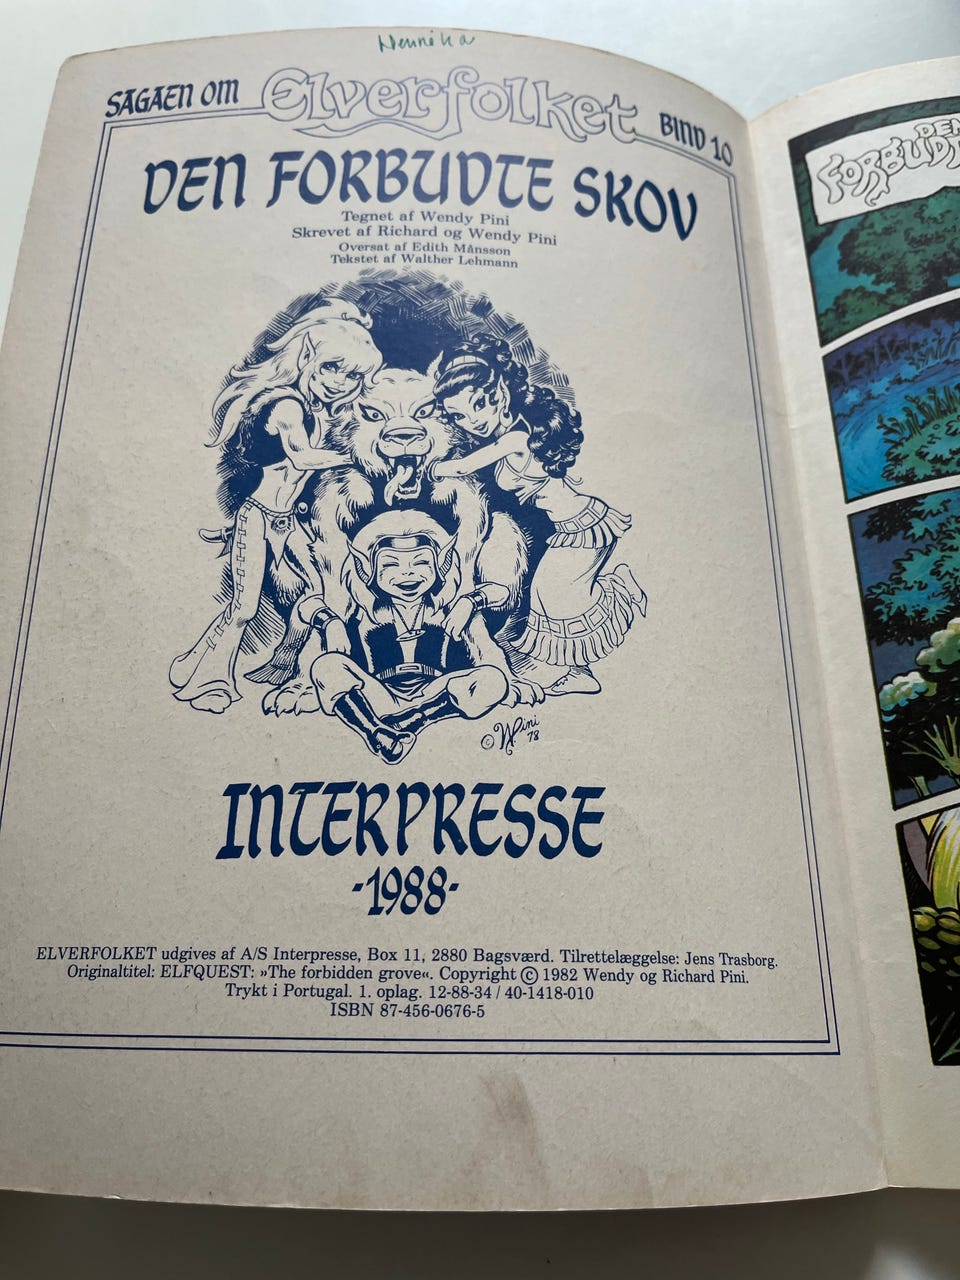 Hennika
SAGAEN OM Elverfolket BIND 10
DEN FORBUDTE SKOV
Tegnet af Wendy Pini
Skrevet af Richard og Wendy Pini
Oversat af Edith Månsson
Tekstet af Walther Lehmann
© WPini
78
INTERPRESSE
-1988-
ELVERFOLKET udgives af A/S Interpresse, Box 11, 2880 Bagsværd. Tilrettelæggelse: Jens Trasborg.
Originaltitel: ELFQUEST: »The forbidden grove«. Copyright © 1982 Wendy og Richard Pini.
Trykt i Portugal. 1. oplag. 12-88-34 / 40-1418-010
ISBN 87-456-0676-5
DEN